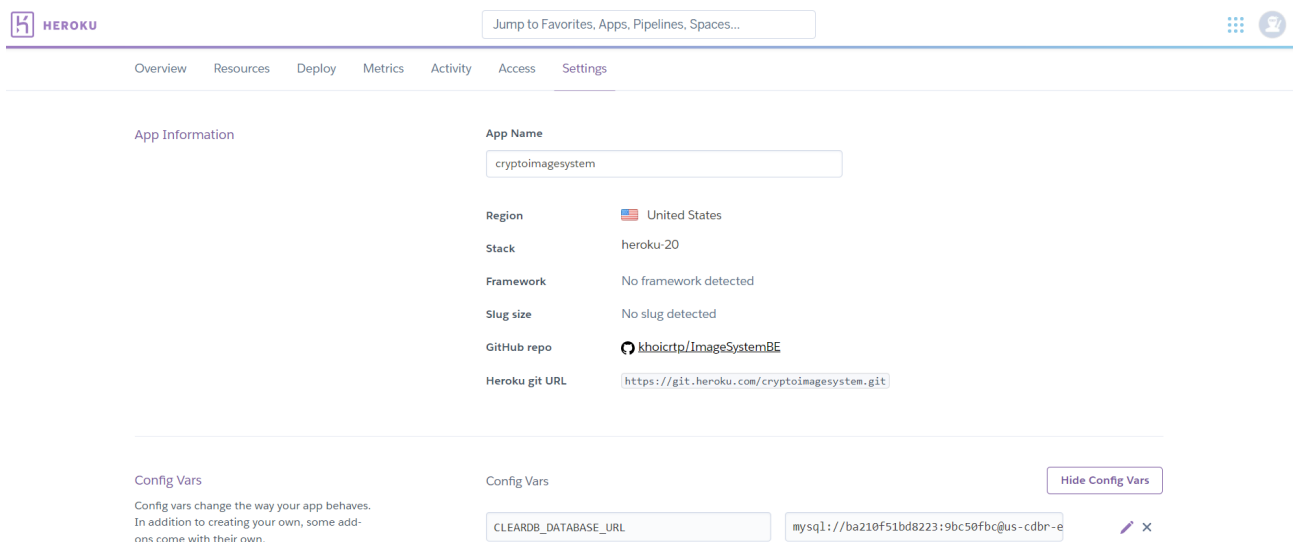 HEROKU
Jump to Favorites, Apps, Pipelines, Spaces...
Overview Resources Deploy Metrics Activity Access Settings
App Information
App Name
cryptoimagesystem
Region United States
Stack heroku-20
Framework No framework detected
Slug size No slug detected
GitHub repo khoicrtp/ImageSystemBE
Heroku git URL https://git.heroku.com/cryptoimagesystem.git
Config Vars
Config vars change the way your app behaves.
In addition to creating your own, some add-
ons come with their own.
Config Vars Hide Config Vars
CLEARDB_DATABASE_URL mysql://ba210f51bd8223:9bc50fbc@us-cdbr-e